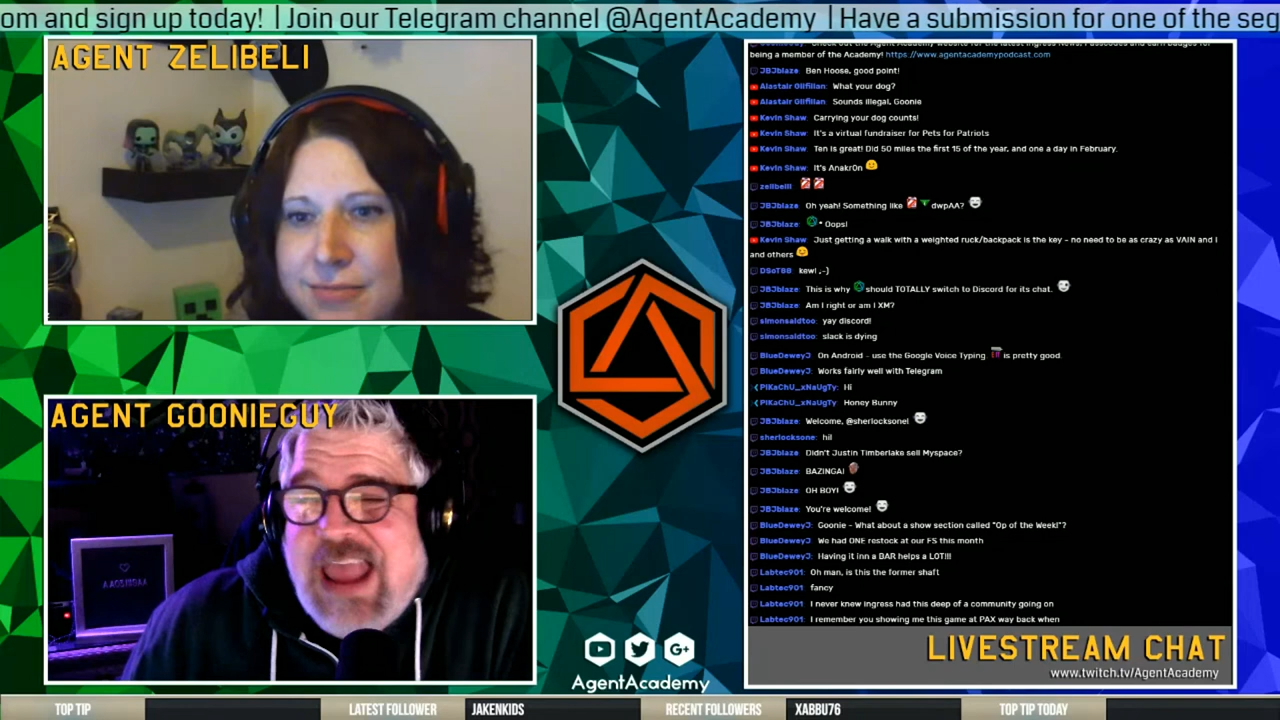 om and sign up today! | Join our Telegram channel @AgentAcademy | Have a submission for one of the seg
AGENT ZELIBELI
AGENT GOONIEGUY
being a member of the Academy! https://www.agentacademypodcast.com
JBJblaze: Ben Hoose, good point!
Alastair Gilfillan: What your dog?
Alastair Gilfillan: Sounds illegal, Goonie
Kevin Shaw: Carrying your dog counts!
Kevin Shaw: It's a virtual fundraiser for Pets for Patriots
Kevin Shaw: Ten is great! Did 50 miles the first 15 of the year, and one a day in February.
Kevin Shaw: It's Anakr0n
zelibelli
JBJblaze: Oh yeah! Something like dwpAA?
JBJblaze: * Oops!
Kevin Shaw: Just getting a walk with a weighted ruck/backpack is the key - no need to be as crazy as VAIN and I
and others
DSoT88 kew! ,-)
JBJblaze: This is why should TOTALLY switch to Discord for its chat.
JBJblaze: Am I right or am I XM?
simonsaidtoo: yay discord!
simonsaidtoo: slack is dying
BlueDeweyJ: On Android - use the Google Voice Typing is pretty good.
BlueDeweyJ: Works fairly well with Telegram
PiKaChU_xNaUgTy: Hi
PiKaChU_xNaUgTy: Honey Bunny
JBJblaze: Welcome, @sherlocksone!
sherlocksone: hi!
JBJblaze: Didn't Justin Timberlake sell Myspace?
JBJblaze: BAZINGA!
JBJblaze: OH BOY!
JBJblaze: You're welcome!
BlueDeweyJ: Goonie - What about a show section called "Op of the Week!"?
BlueDeweyJ We had ONE restock at our FS this month
BlueDeweyJ: Having it inn a BAR helps a LOT!!!
Labtec901: Oh man, is this the former shaft
Labtec901 fancy
Labtec901: I never knew ingress had this deep of a community going on
Labtec901: I remember you showing me this game at PAX way back when
LIVESTREAM CHAT
www.twitch.tv/AgentAcademy
G+
AgentAcademy
TOP TIP
LATEST FOLLOWER JAKENKIDS
RECENT FOLLOWERS XABBU76
TOP TIP TODAY